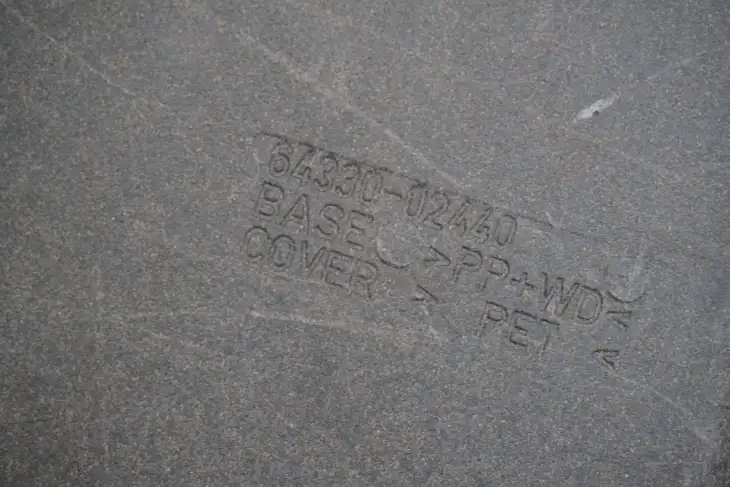 64330-02440
BASE >PP+WD<
COVER > PET <